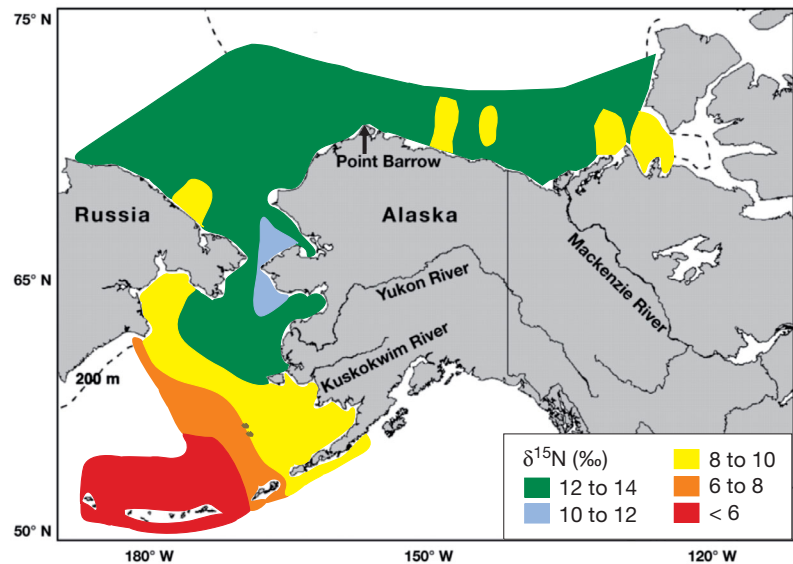 75° N
Point Barrow
Russia
Alaska
65° N
Yukon River
Mackenzie River
Kuskokwim River
200 m
δ¹⁵N (‰)
12 to 14
10 to 12
8 to 10
6 to 8
< 6
50° N
180° W
150° W
120° W